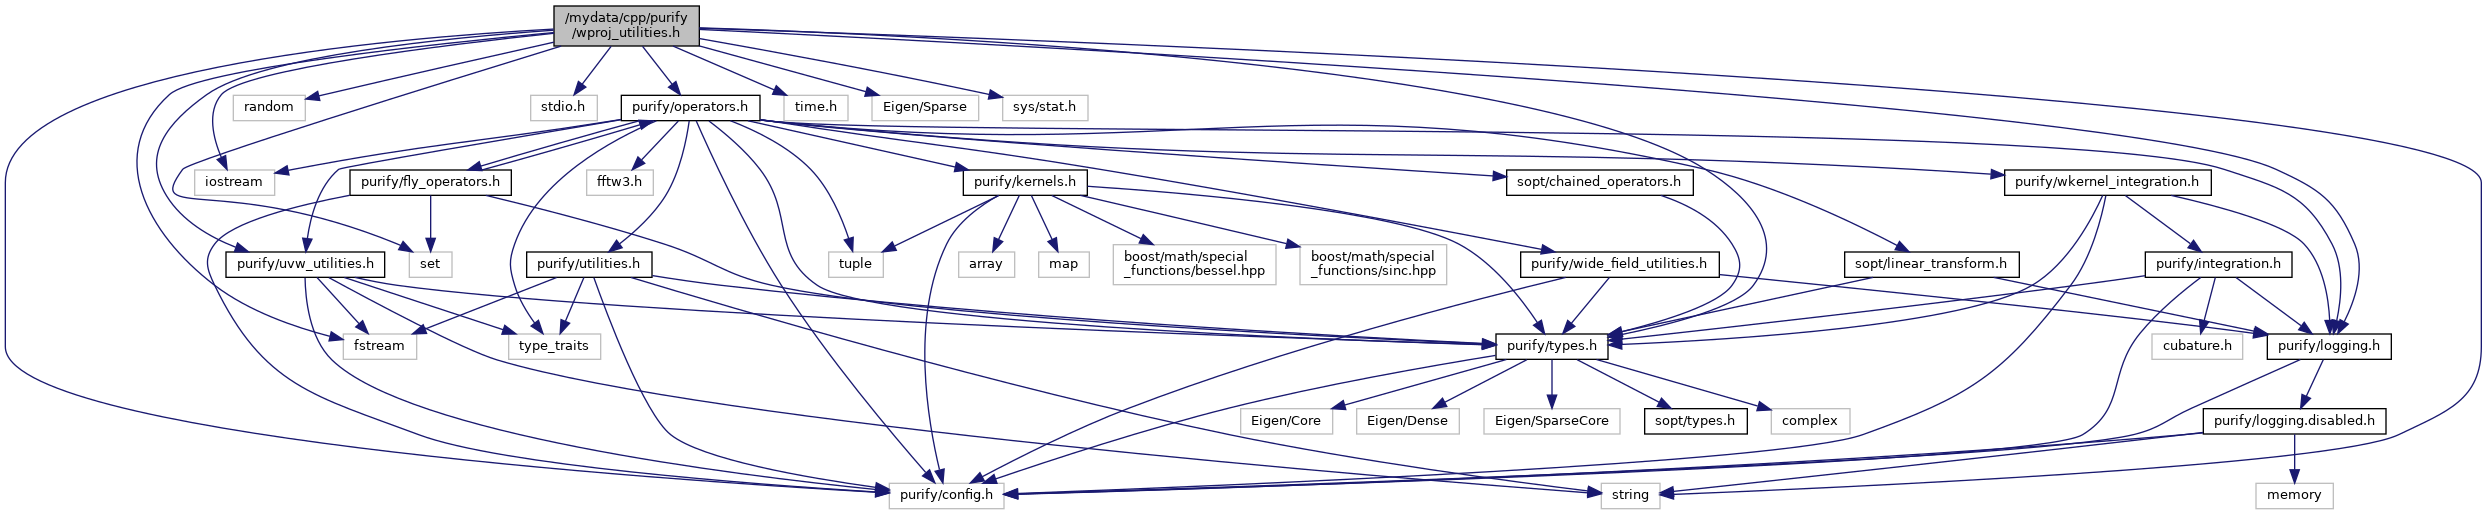 /mydata/cpp/purify
/wproj_utilities.h
random
stdio.h
purify/operators.h
time.h
Eigen/Sparse
sys/stat.h
iostream
purify/fly_operators.h
fftw3.h
purify/kernels.h
sopt/chained_operators.h
purify/wkernel_integration.h
purify/uvw_utilities.h
set
purify/utilities.h
tuple
array
map
boost/math/special
_functions/bessel.hpp
boost/math/special
_functions/sinc.hpp
purify/wide_field_utilities.h
sopt/linear_transform.h
purify/integration.h
fstream
type_traits
purify/types.h
cubature.h
purify/logging.h
Eigen/Core
Eigen/Dense
Eigen/SparseCore
sopt/types.h
complex
purify/logging.disabled.h
purify/config.h
string
memory